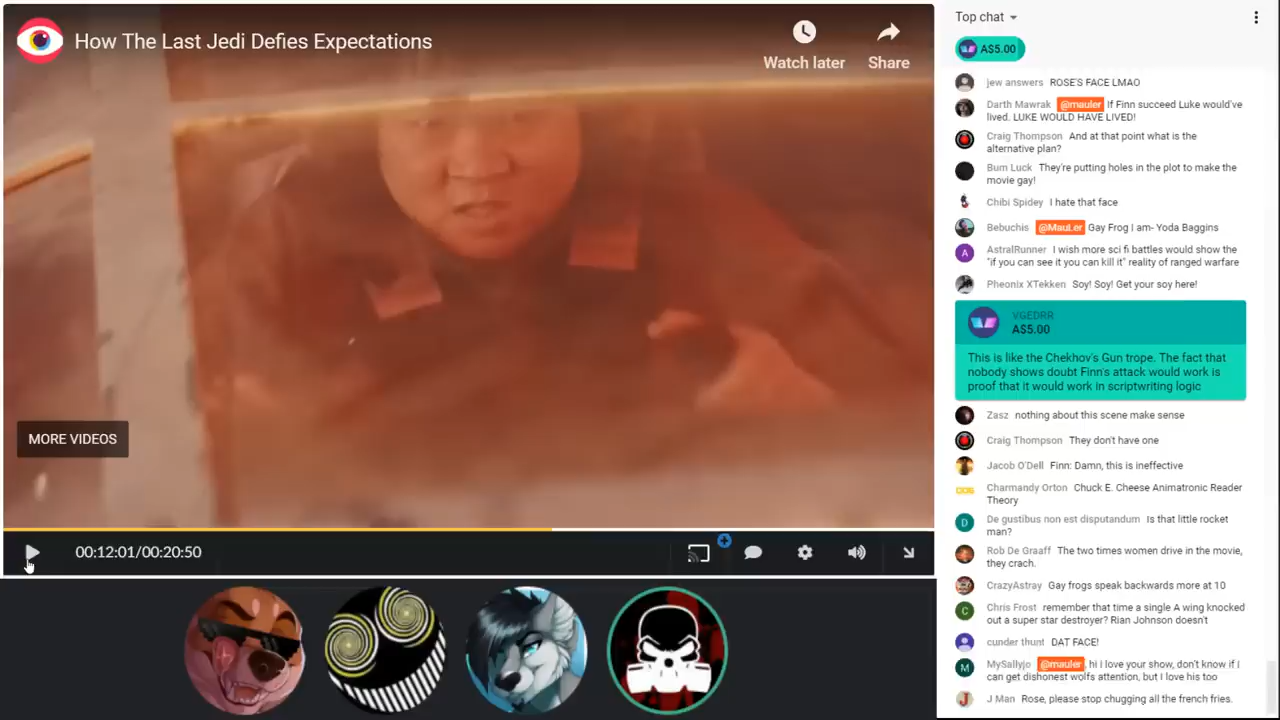 How The Last Jedi Defies Expectations
Watch later
Share
MORE VIDEOS
00:12:01/00:20:50
Top chat
A$5.00
jew answers ROSE'S FACE LMAO
Darth Mawrak @mauler If Finn succeed Luke would've
lived. LUKE WOULD HAVE LIVED!
Craig Thompson And at that point what is the
alternative plan?
Bum Luck They're putting holes in the plot to make the
movie gay!
Chibi Spidey I hate that face
Bebuchis @MauLer Gay Frog I am- Yoda Baggins
AstralRunner I wish more sci fi battles would show the
"if you can see it you can kill it" reality of ranged warfare
Pheonix XTekken Soy! Soy! Get your soy here!
VGEDRR
A$5.00
This is like the Chekhov's Gun trope. The fact that
nobody shows doubt Finn's attack would work is
proof that it would work in scriptwriting logic
Zasz nothing about this scene make sense
Craig Thompson They don't have one
Jacob O'Dell Finn: Damn, this is ineffective
Charmandy Orton Chuck E. Cheese Animatronic Reader
Theory
De gustibus non est disputandum Is that little rocket
man?
Rob De Graaff The two times women drive in the movie,
they crash.
CrazyAstray Gay frogs speak backwards more at 10
Chris Frost remember that time a single A wing knocked
out a super star destroyer? Rian Johnson doesn't
cunder thunt DAT FACE!
MySallyjo @mauler, hi i love your show, don't know if i
can get dishonest wolfs attention, but I love his too
J Man Rose, please stop chugging all the french fries.